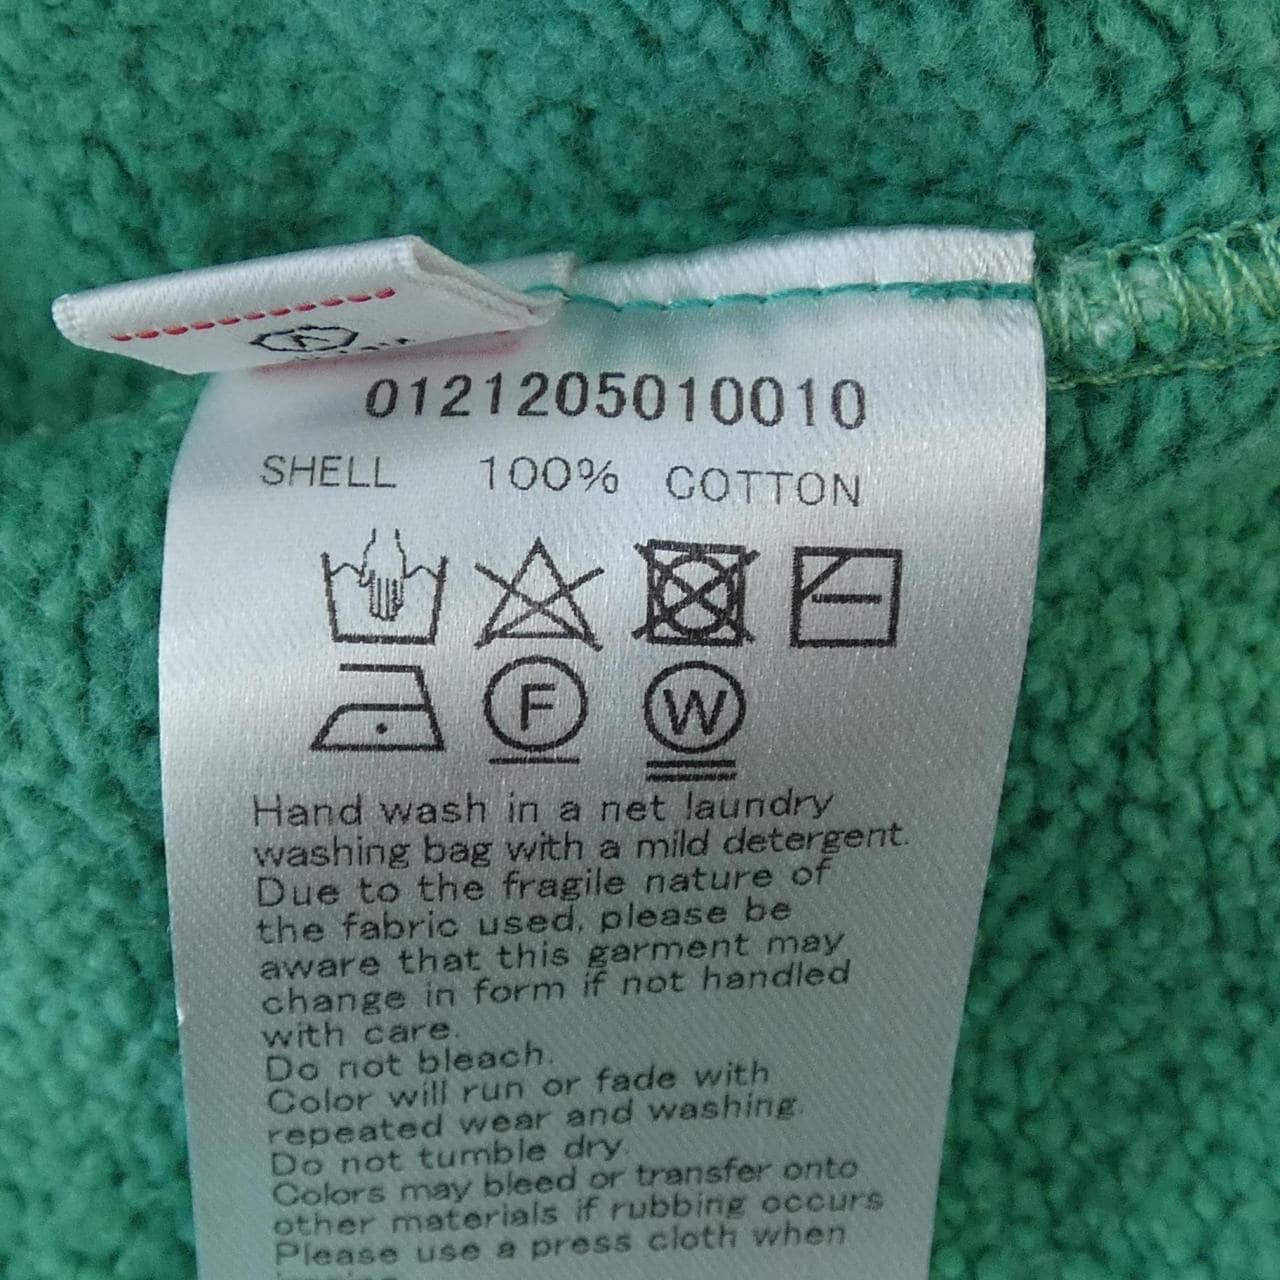 0121205010010
SHELL 100% COTTON
F W
Hand wash in a net laundry
washing bag with a mild detergent.
Due to the fragile nature of
the fabric used, please be
aware that this garment may
change in form if not handled
with care.
Do not bleach.
Color will run or fade with
repeated wear and washing.
Do not tumble dry.
Colors may bleed or transfer onto
other materials if rubbing occurs
Please use a press cloth when